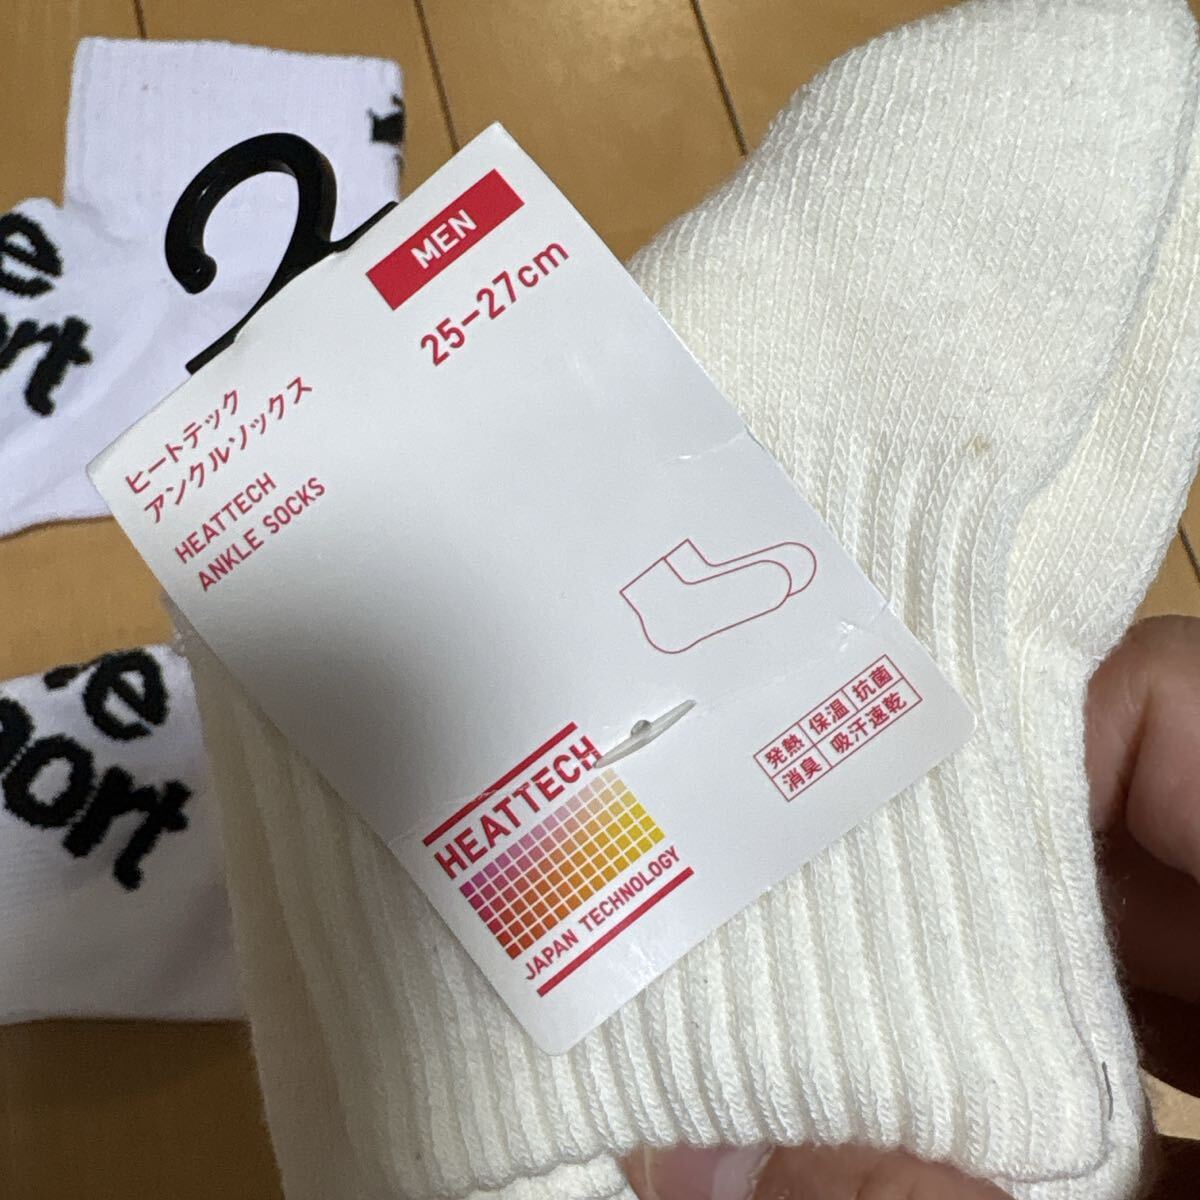 MEN
25-27cm
ヒートテック
アンクルソックス
HEATTECH
ANKLE SOCKS
発熱 保温 抗菌
消臭 吸汗速乾
HEATTECH
JAPAN TECHNOLOGY